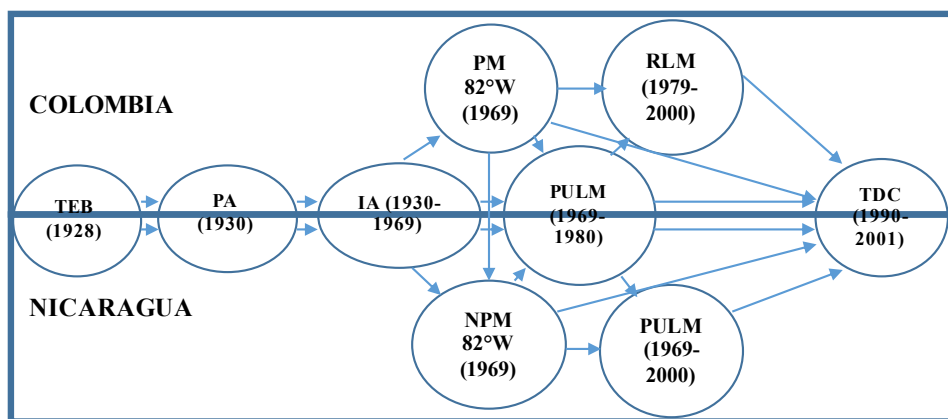 COLOMBIA
PM
82°W
(1969)
RLM
(1979-
2000)
TEB
(1928)
PA
(1930)
IA (1930-
1969)
PULM
(1969-
1980)
TDC
(1990-
2001)
NICARAGUA
NPM
82°W
(1969)
PULM
(1969-
2000)